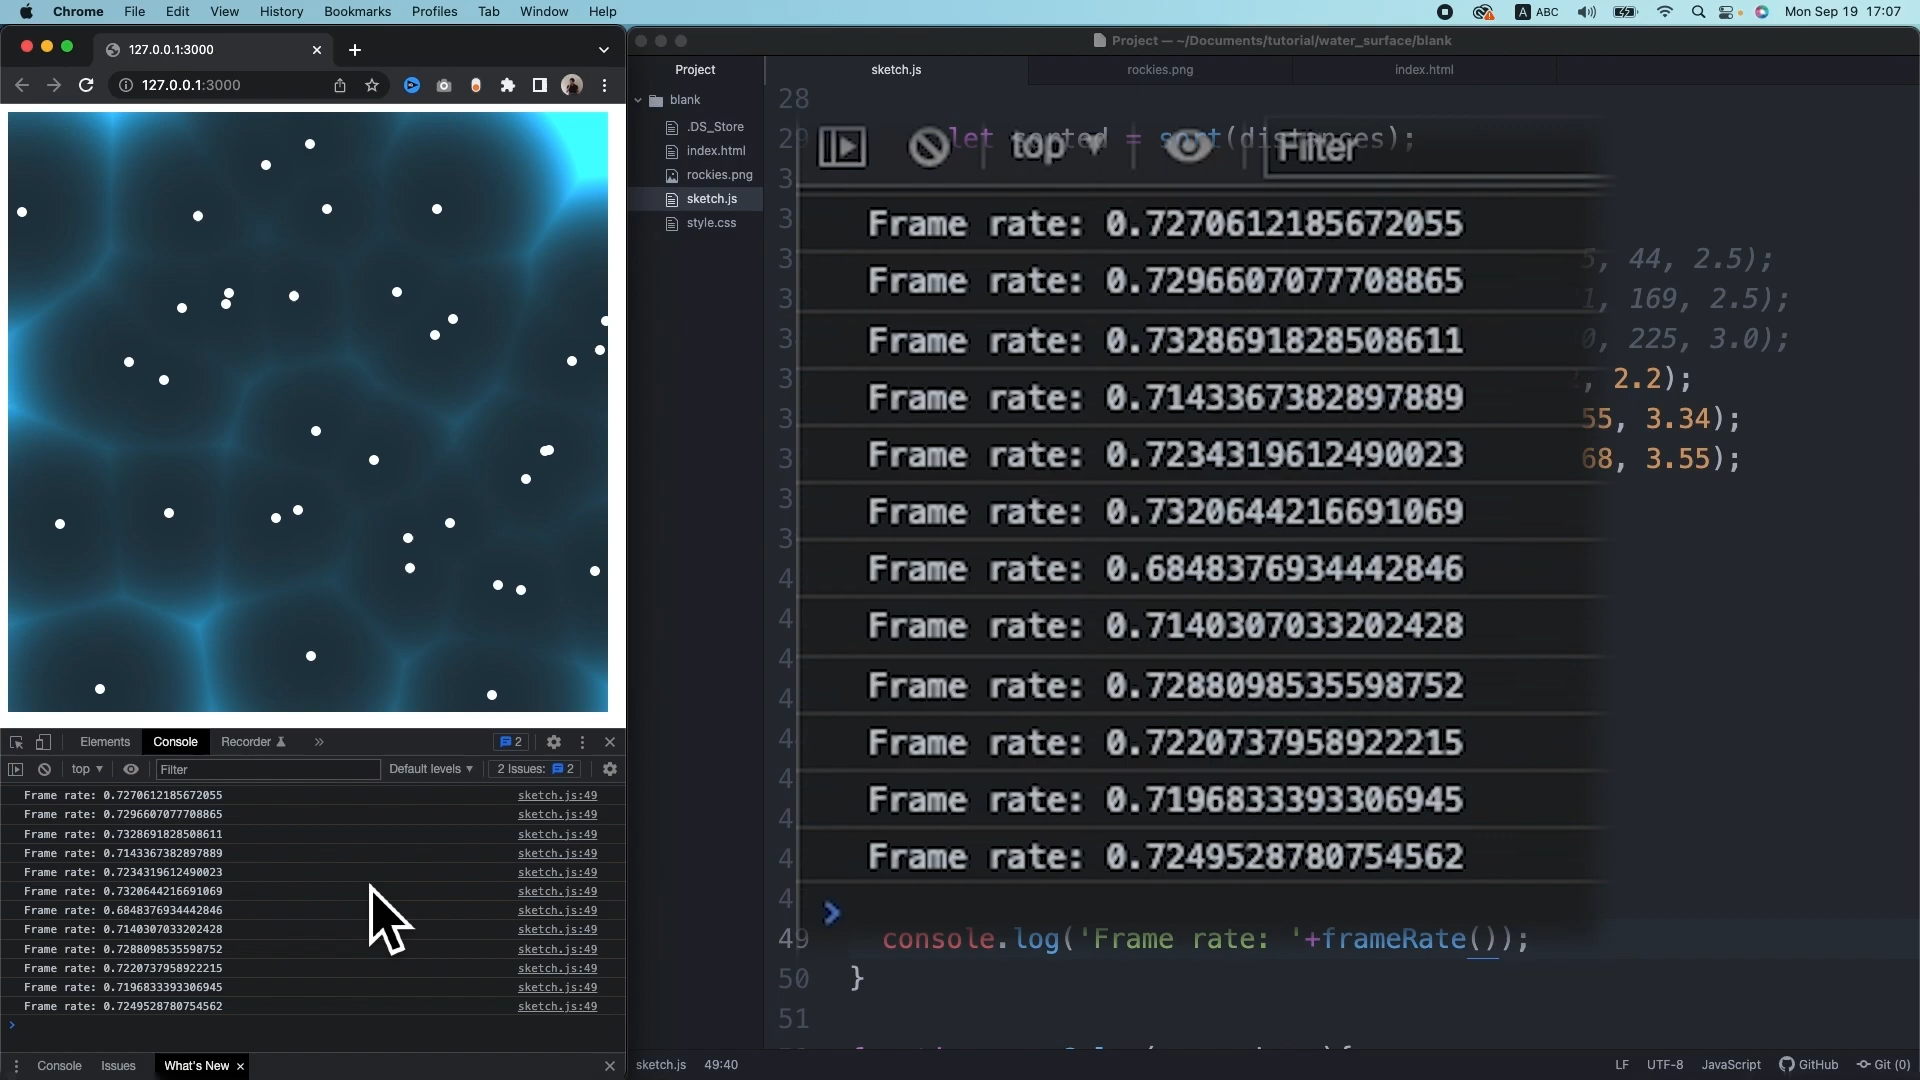 Chrome File Edit View History Bookmarks Profiles Tab Window Help
A ABC Mon Sep 19 17:07
127.0.0.1:3000
127.0.0.1:3000
Elements Console Recorder 2
top Filter Default levels 2 Issues: 2
Frame rate: 0.7270612185672055 sketch.js:49
Frame rate: 0.7296607077708865 sketch.js:49
Frame rate: 0.7328691828508611 sketch.js:49
Frame rate: 0.7143367382897889 sketch.js:49
Frame rate: 0.7234319612490023 sketch.js:49
Frame rate: 0.7320644216691069 sketch.js:49
Frame rate: 0.6848376934442846 sketch.js:49
Frame rate: 0.7140307033202428 sketch.js:49
Frame rate: 0.7288098535598752 sketch.js:49
Frame rate: 0.7220737958922215 sketch.js:49
Frame rate: 0.7196833393306945 sketch.js:49
Frame rate: 0.7249528780754562 sketch.js:49
Console Issues What's New
Project — ~/Documents/tutorial/water_surface/blank
Project
blank
.DS_Store
index.html
rockies.png
sketch.js
style.css
sketch.js rockies.png index.html
28
29 let sorted = sort(distances);
top Filter
Frame rate: 0.7270612185672055
5, 44, 2.5);
Frame rate: 0.7296607077708865
1, 169, 2.5);
Frame rate: 0.7328691828508611
0, 225, 3.0);
, 2.2);
Frame rate: 0.7143367382897889
55, 3.34);
Frame rate: 0.7234319612490023
68, 3.55);
Frame rate: 0.7320644216691069
Frame rate: 0.6848376934442846
Frame rate: 0.7140307033202428
Frame rate: 0.7288098535598752
Frame rate: 0.7220737958922215
Frame rate: 0.7196833393306945
Frame rate: 0.7249528780754562
49 console.log('Frame rate: '+frameRate());
50 }
51
sketch.js 49:40 LF UTF-8 JavaScript GitHub Git (0)